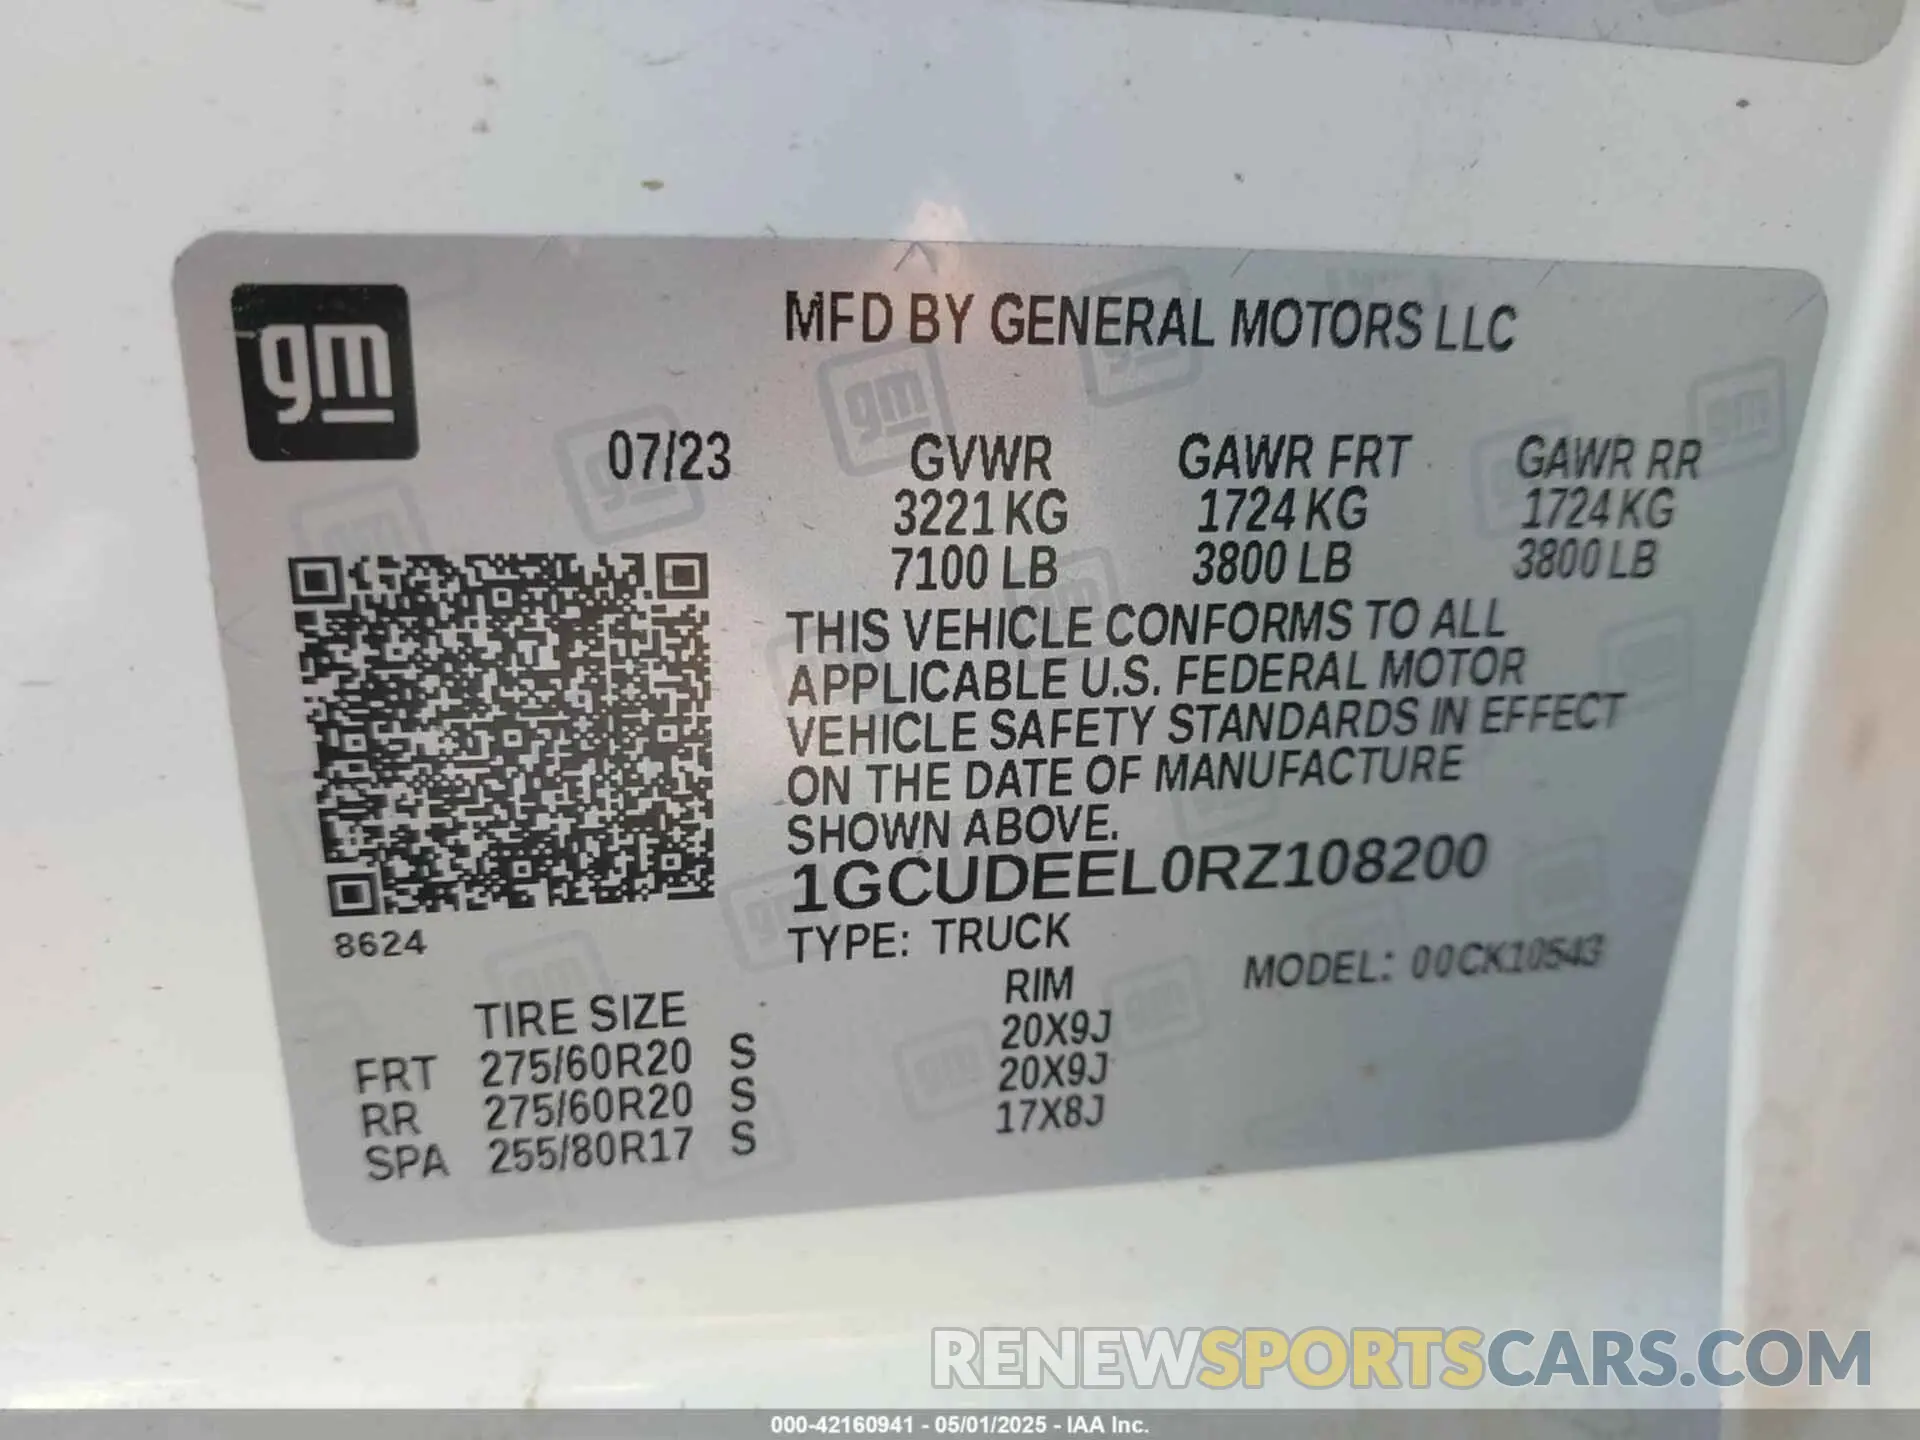 gm
MFD BY GENERAL MOTORS LLC
07/23 GVWR GAWR FRT GAWR RR
3221 KG 1724 KG 1724 KG
7100 LB 3800 LB 3800 LB
THIS VEHICLE CONFORMS TO ALL
APPLICABLE U.S. FEDERAL MOTOR
VEHICLE SAFETY STANDARDS IN EFFECT
ON THE DATE OF MANUFACTURE
SHOWN ABOVE.
1GCUDEEL0RZ108200
8624
TYPE: TRUCK MODEL: 00CK10543
TIRE SIZE RIM
FRT 275/60R20 S 20X9J
RR 275/60R20 S 20X9J
SPA 255/80R17 S 17X8J
RENEWSPORTSCARS.COM
000-42160941 - 05/01/2025 - IAA Inc.